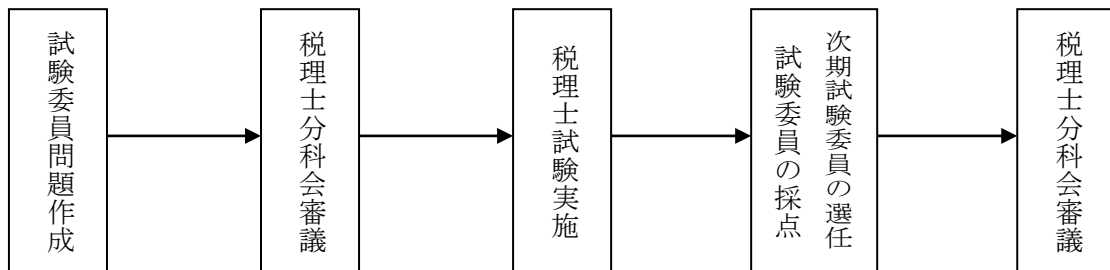 試験委員問題作成
税理士分科会審議
税理士試験実施
次期試験委員の選任
試験委員の採点
税理士分科会審議